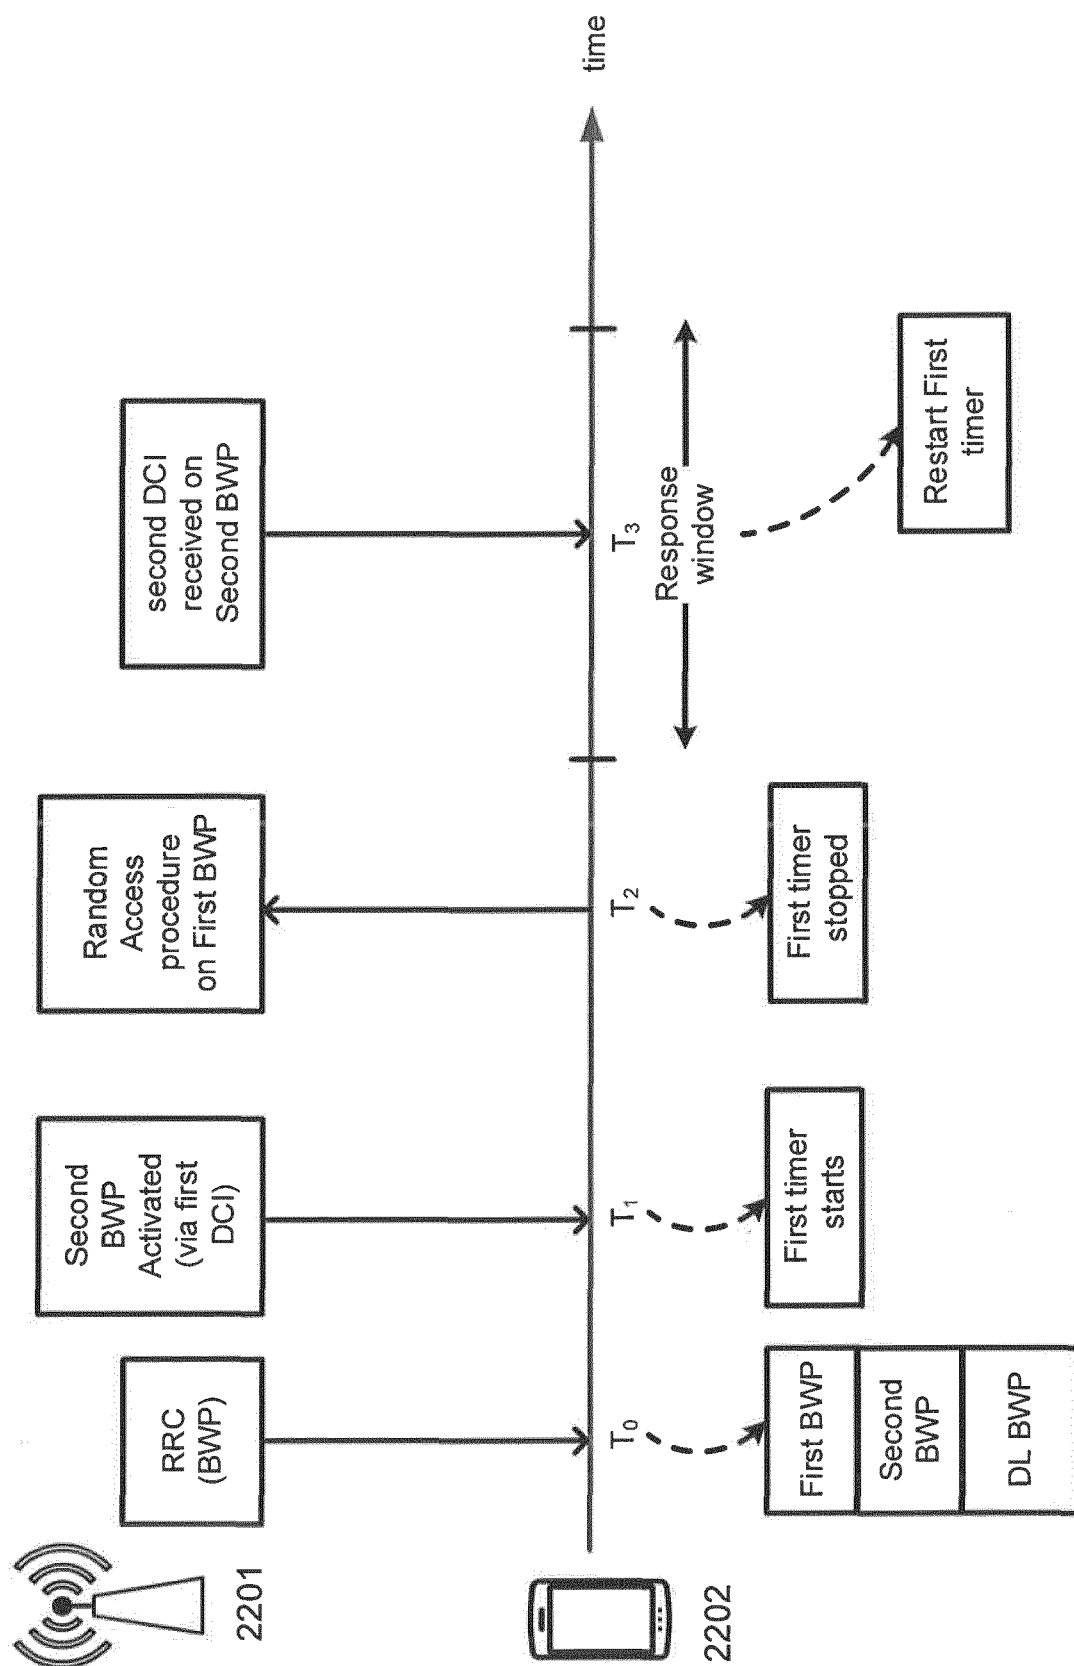 2201
RRC
(BWP)
Second
BWP
Activated
(via first
DCI)
Random
Access
procedure
on First BWP
second DCI
received on
Second BWP
2202
T0
T1
T2
T3
time
First BWP
Second
BWP
DL BWP
First timer
starts
First timer
stopped
Response
window
Restart First
timer